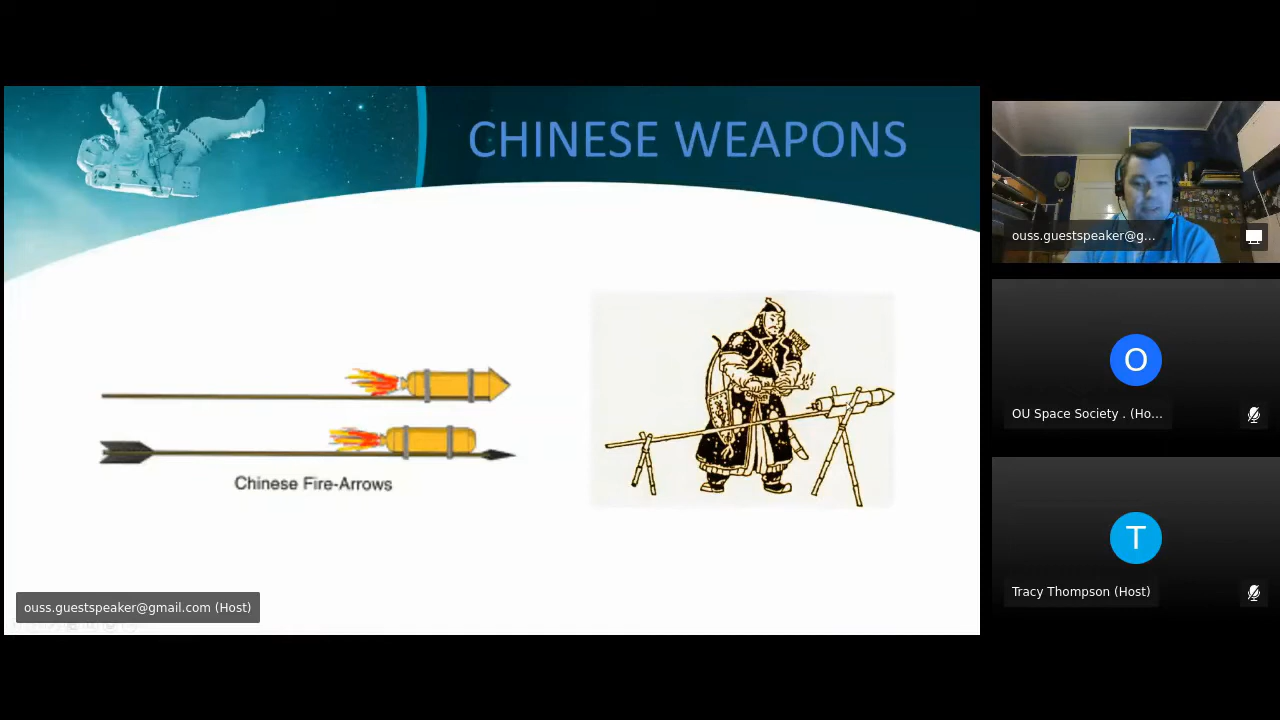 CHINESE WEAPONS
Chinese Fire-Arrows
ouss.guestspeaker@gmail.com (Host)
ouss.guestspeaker@g...
O
OU Space Society . (Ho...
T
Tracy Thompson (Host)